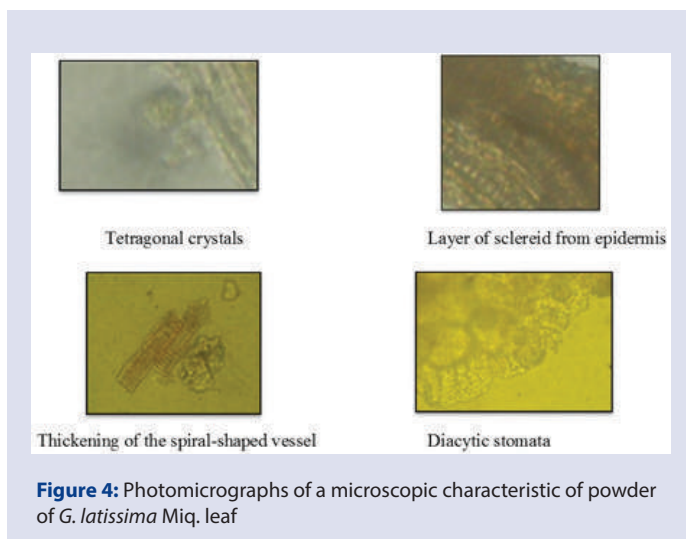 Tetragonal crystals
Layer of sclereid from epidermis
Thickening of the spiral-shaped vessel
Diacytic stomata
Figure 4: Photomicrographs of a microscopic characteristic of powder
of G. latissima Miq. leaf